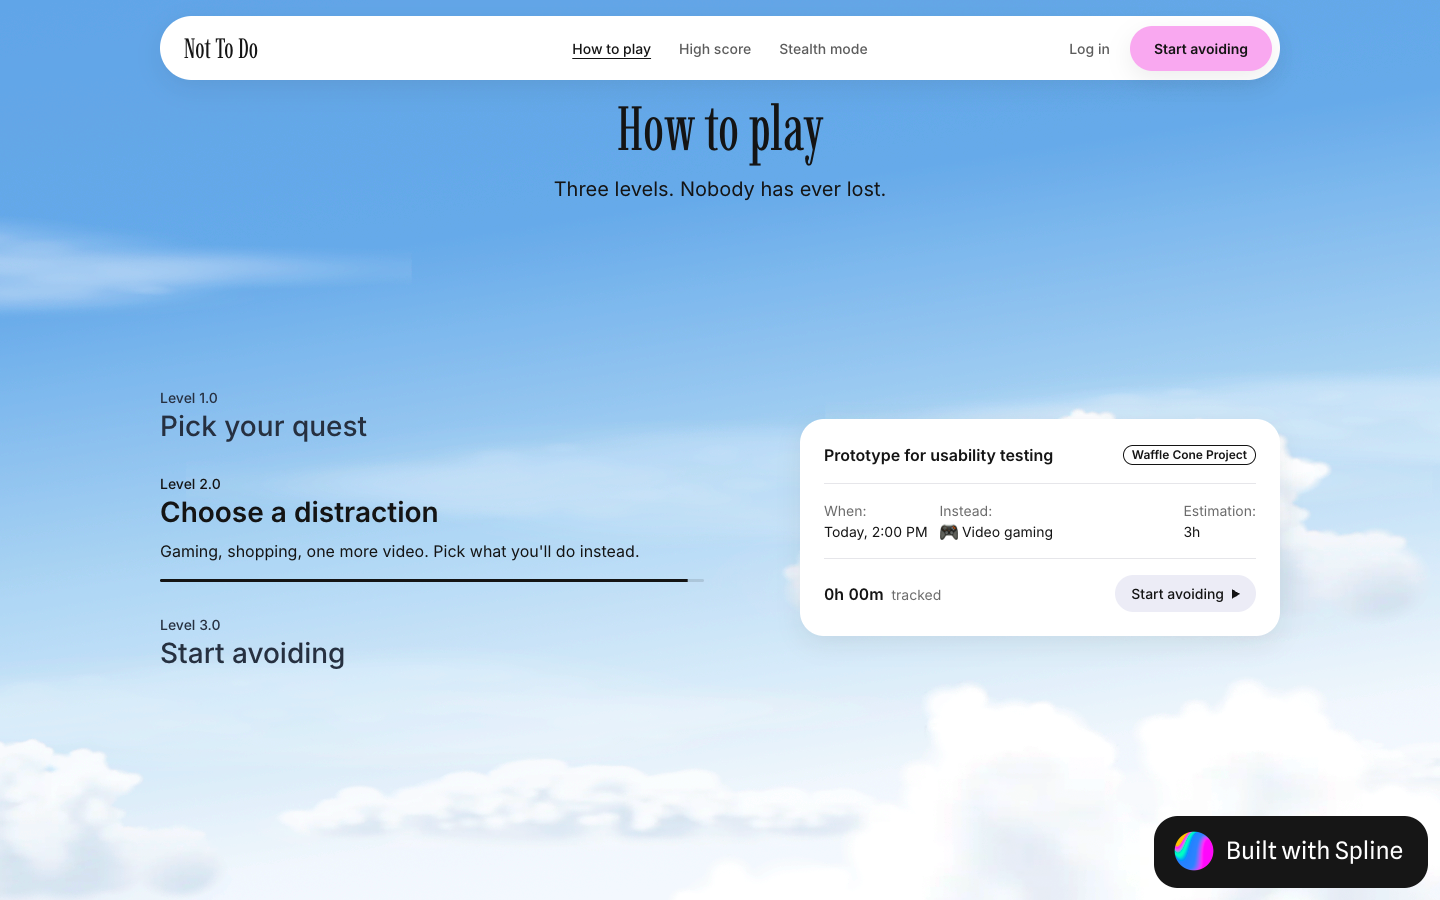 Not To Do
How to play
High score
Stealth mode
Log in
Start avoiding
How to play
Three levels. Nobody has ever lost.
Level 1.0
Pick your quest
Level 2.0
Choose a distraction
Gaming, shopping, one more video. Pick what you'll do instead.
Level 3.0
Start avoiding
Prototype for usability testing
Waffle Cone Project
When:
Today, 2:00 PM
Instead:
🎮 Video gaming
Estimation:
3h
0h 00m tracked
Start avoiding
Built with Spline